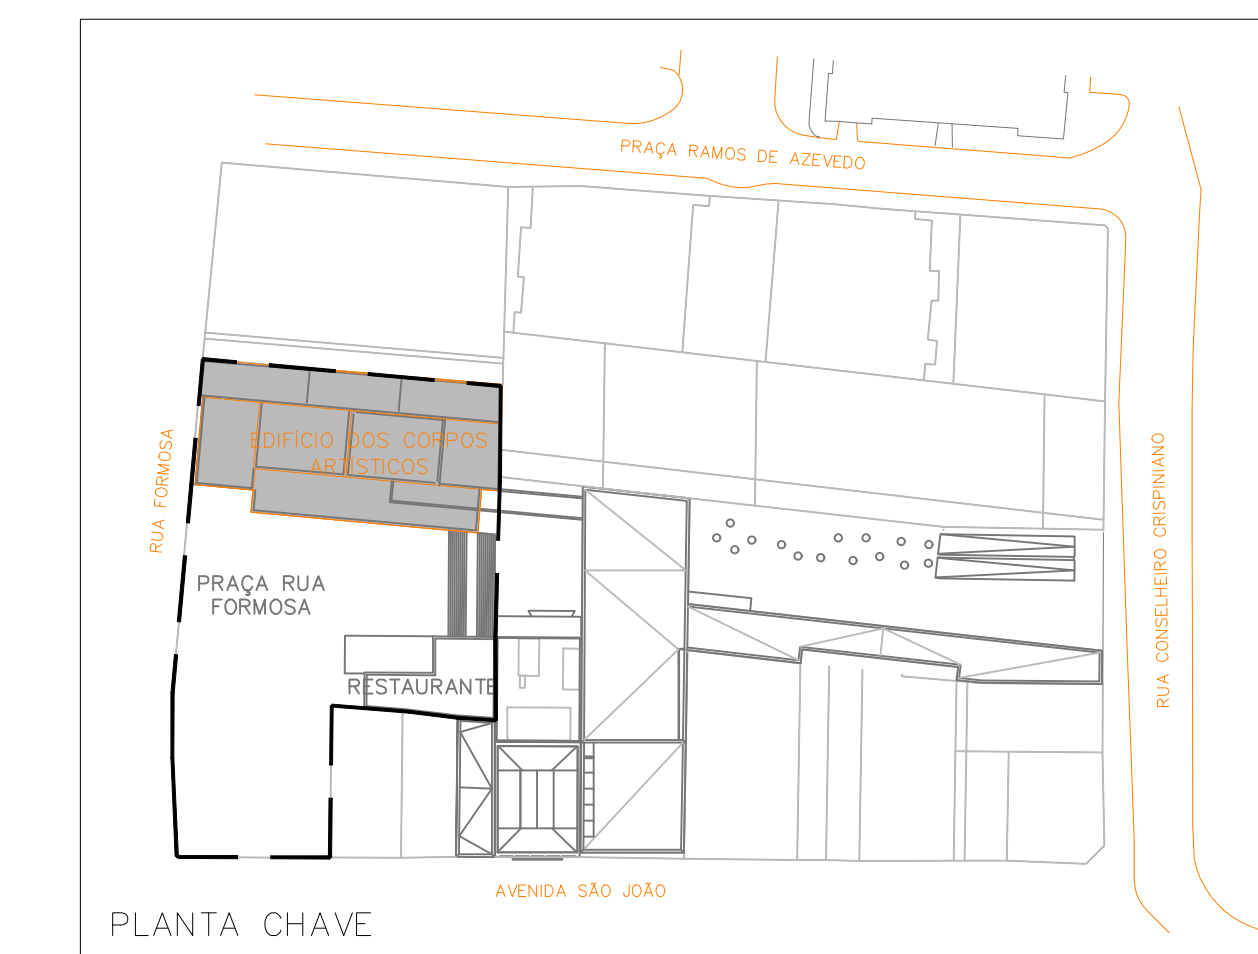 PRAÇA RAMOS DE AZEVEDO
EDIFÍCIO DOS CORPOS
ARTÍSTICOS
RUA FORMOSA
RUA CONSELHEIRO CRISPINIANO
PRAÇA RUA
FORMOSA
RESTAURANTE
AVENIDA SÃO JOÃO
PLANTA CHAVE